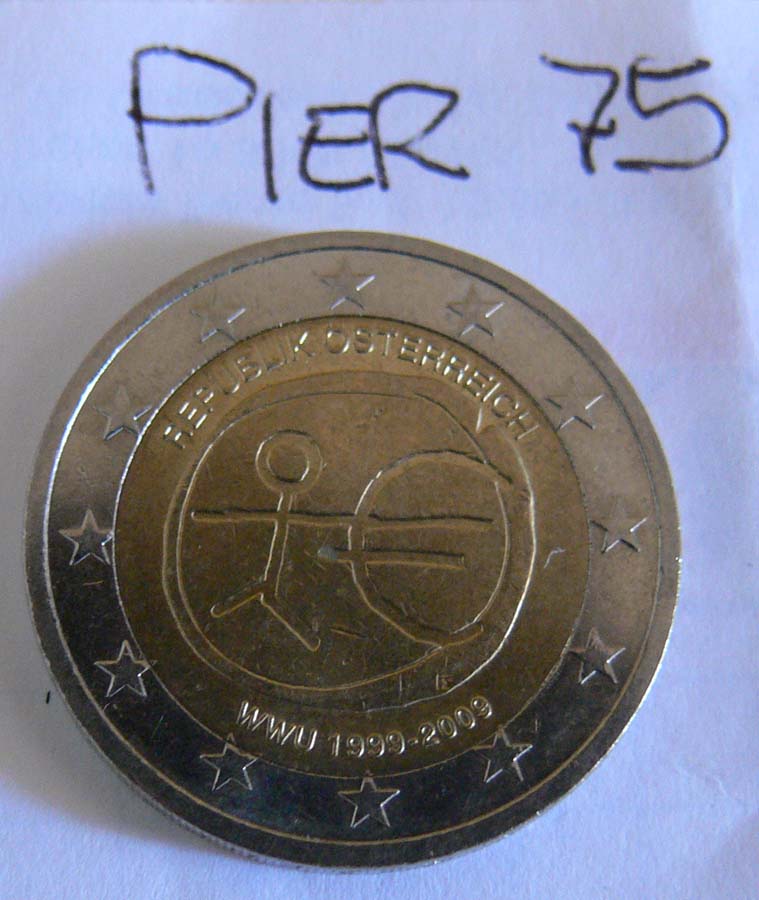 PIER 75
REPUBLIK ÖSTERREICH
WWU 1999-2009